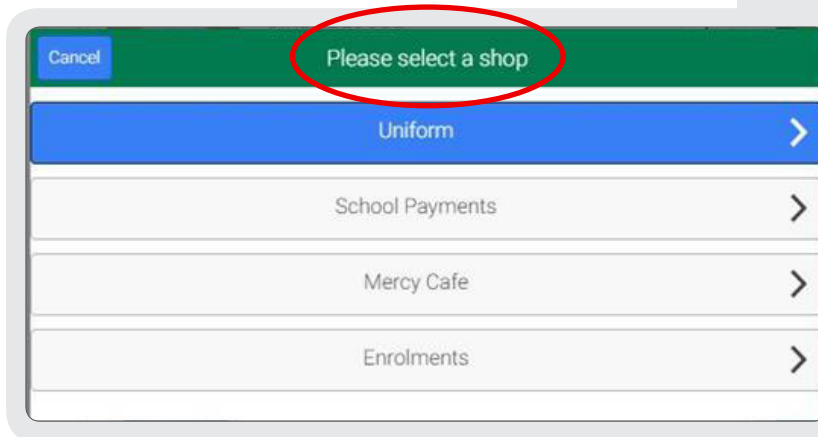 Cancel
Please select a shop
Uniform
School Payments
Mercy Cafe
Enrolments